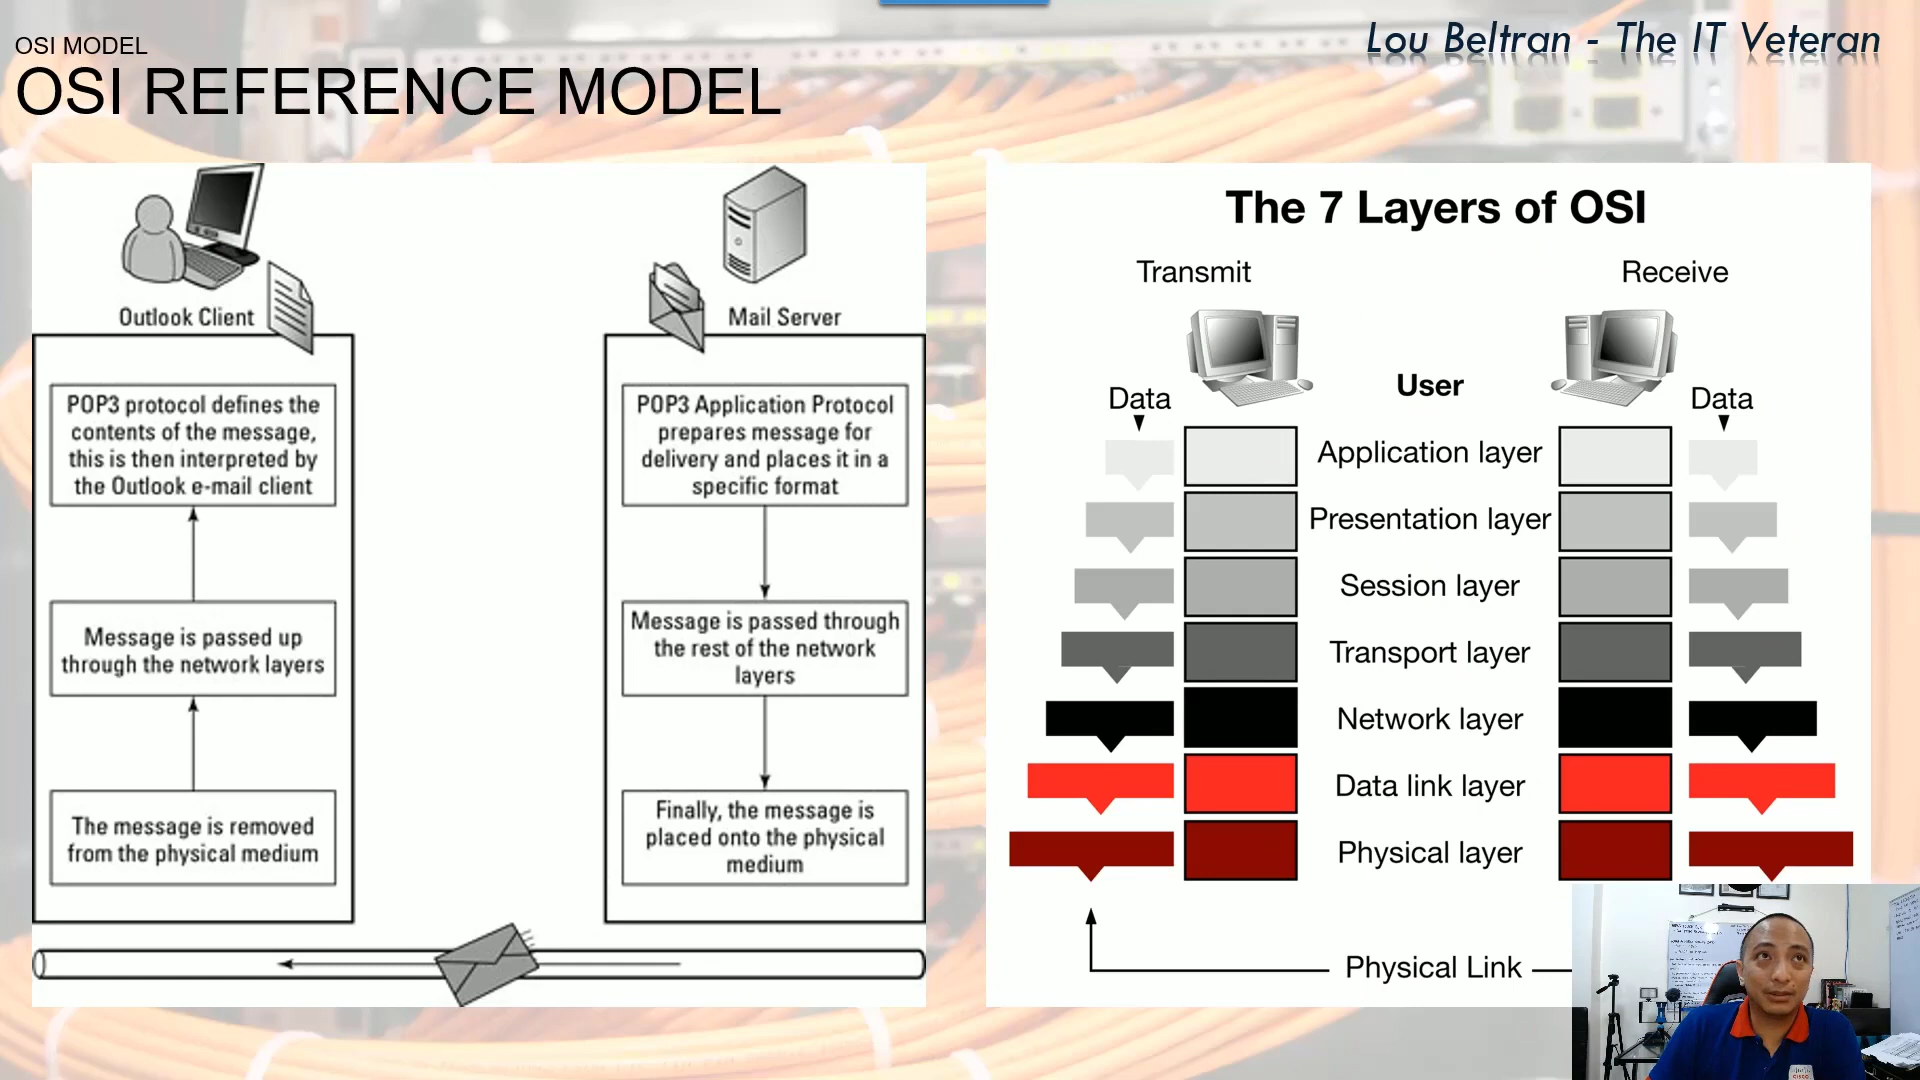 Lou Beltran - The IT Veteran
OSI MODEL
OSI REFERENCE MODEL
Outlook Client
POP3 protocol defines the
contents of the message,
this is then interpreted by
the Outlook e-mail client
Message is passed up
through the network layers
The message is removed
from the physical medium
Mail Server
POP3 Application Protocol
prepares message for
delivery and places it in a
specific format
Message is passed through
the rest of the network
layers
Finally, the message is
placed onto the physical
medium
The 7 Layers of OSI
Transmit
Receive
User
Data
Data
Application layer
Presentation layer
Session layer
Transport layer
Network layer
Data link layer
Physical layer
Physical Link
CISCO